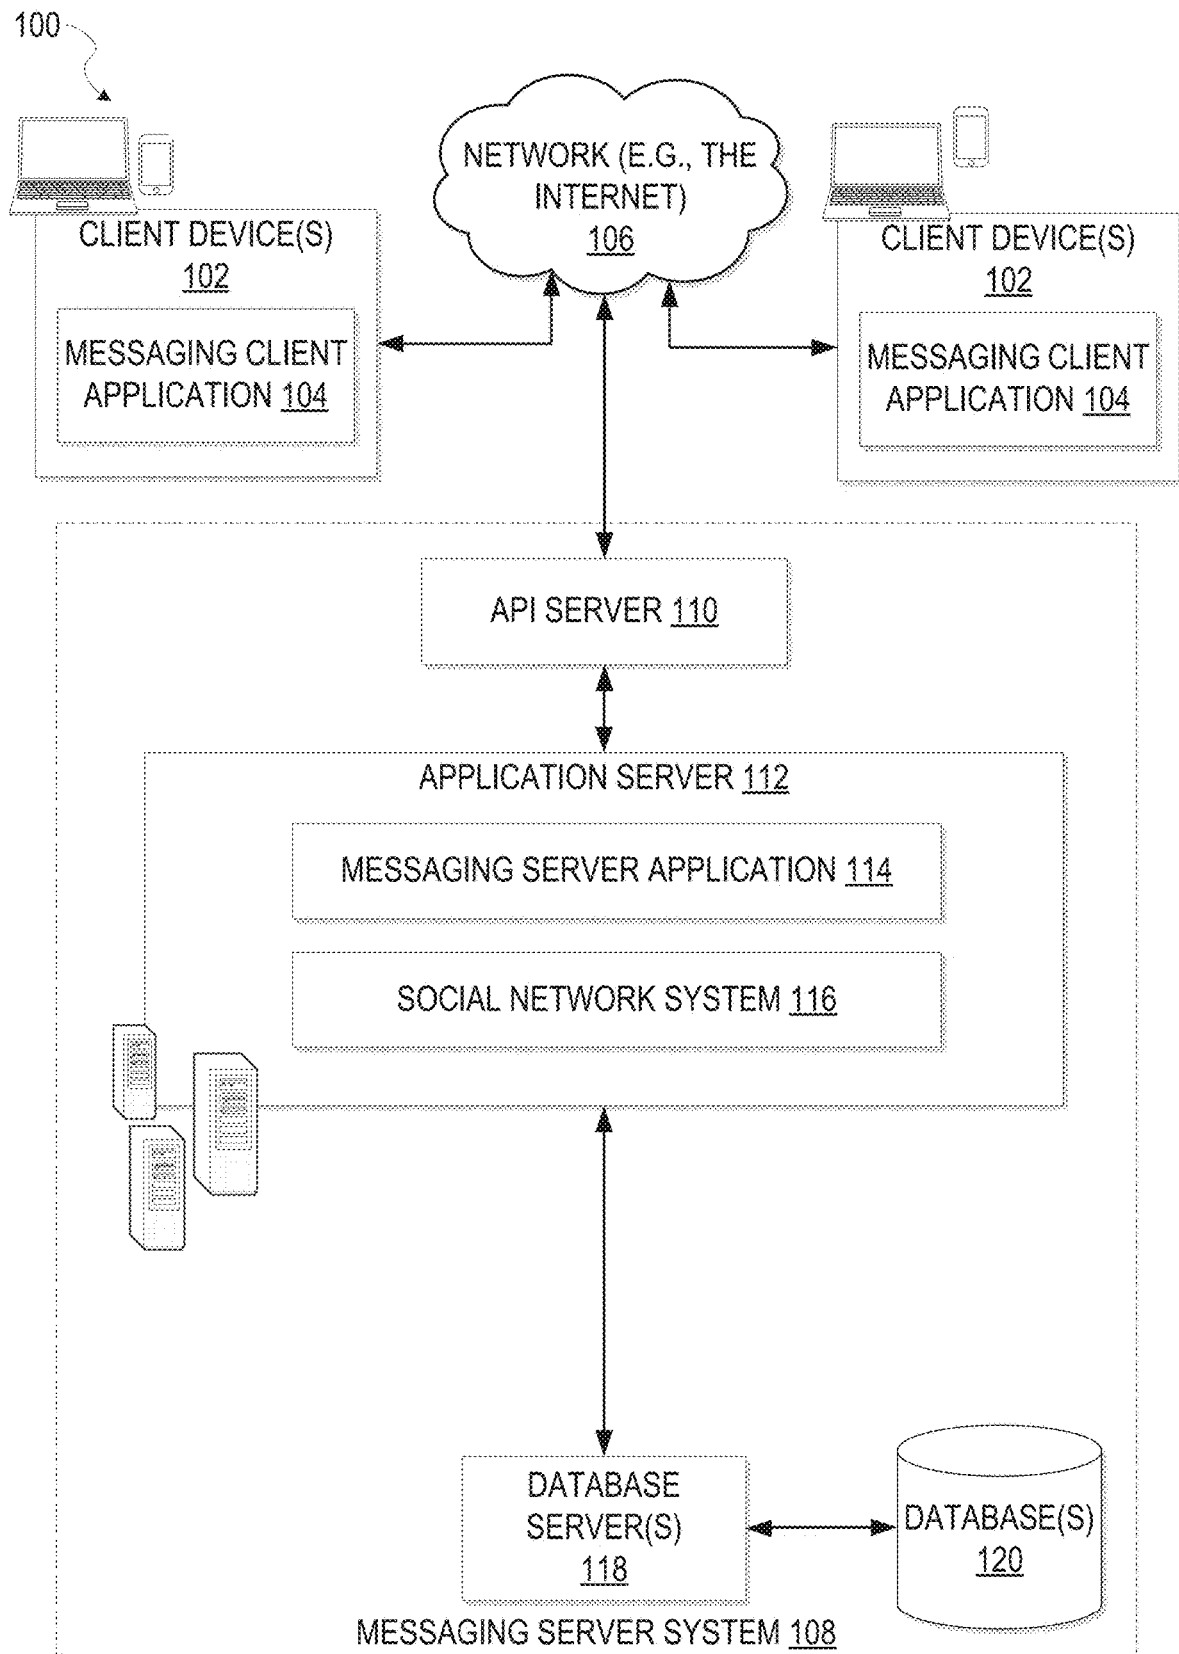 100
NETWORK (E.G., THE
INTERNET)
106
CLIENT DEVICE(S)
102
MESSAGING CLIENT
APPLICATION 104
CLIENT DEVICE(S)
102
MESSAGING CLIENT
APPLICATION 104
API SERVER 110
APPLICATION SERVER 112
MESSAGING SERVER APPLICATION 114
SOCIAL NETWORK SYSTEM 116
DATABASE
SERVER(S)
118
DATABASE(S)
120
MESSAGING SERVER SYSTEM 108